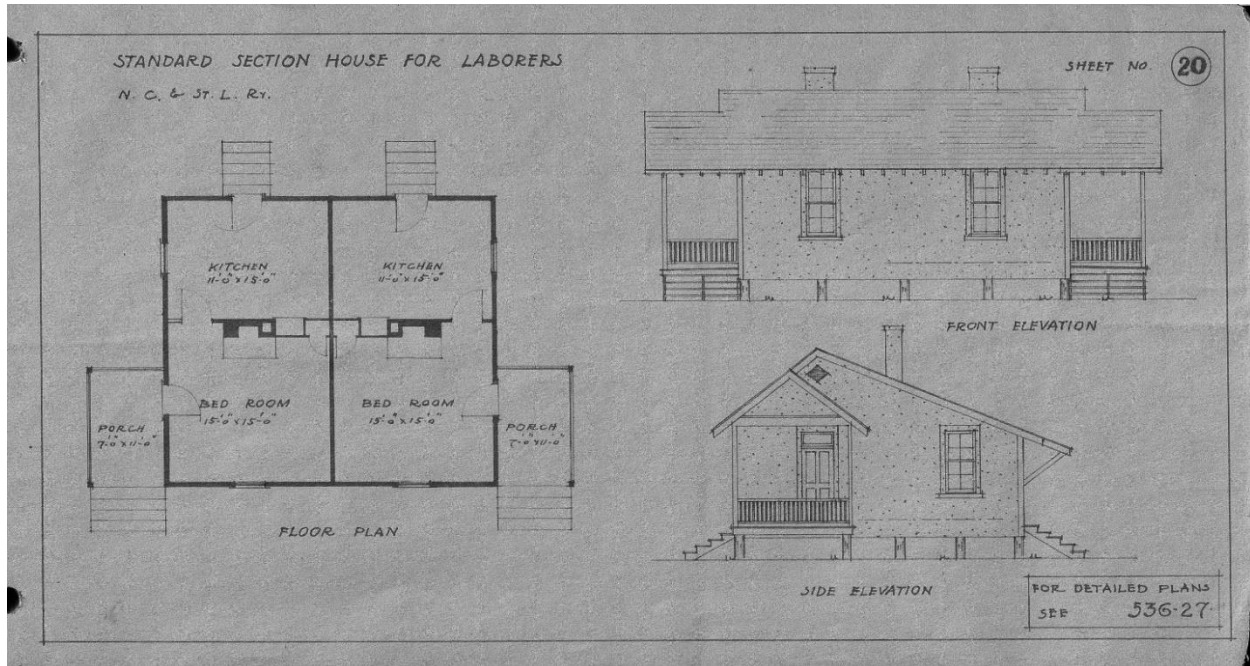 STANDARD SECTION HOUSE FOR LABORERS
N. C. & ST. L. RY.
SHEET NO. 20
KITCHEN
11'-0" x 15'-0"
KITCHEN
11'-0" x 15'-0"
BED ROOM
15'-0" x 15'-0"
BED ROOM
15'-0" x 15'-0"
PORCH
7'-0" x 11'-0"
PORCH
7'-0" x 11'-0"
FLOOR PLAN
FRONT ELEVATION
SIDE ELEVATION
FOR DETAILED PLANS
SEE 536-27